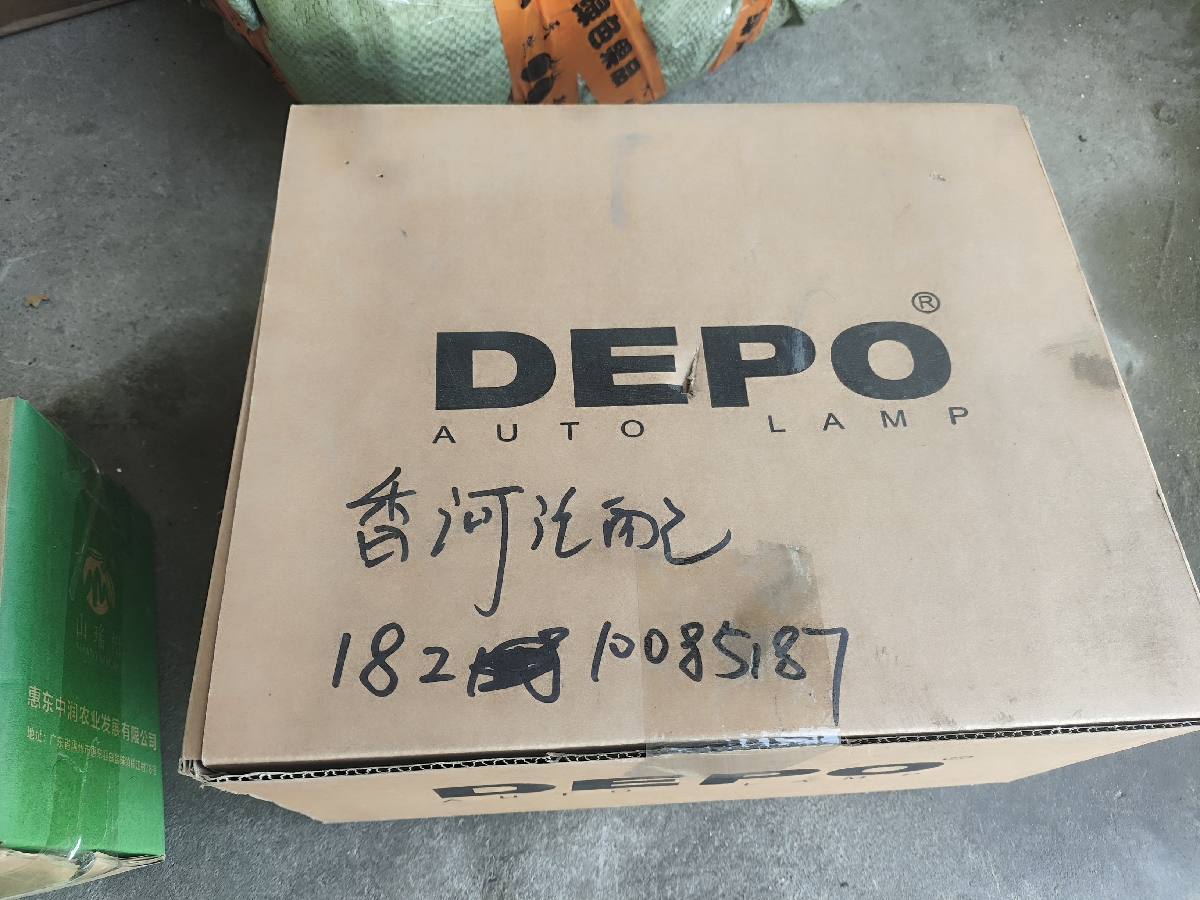 DEPO®
AUTO LAMP
香河汽配
182 10085187
DEPO
惠东中润农业发展有限公司